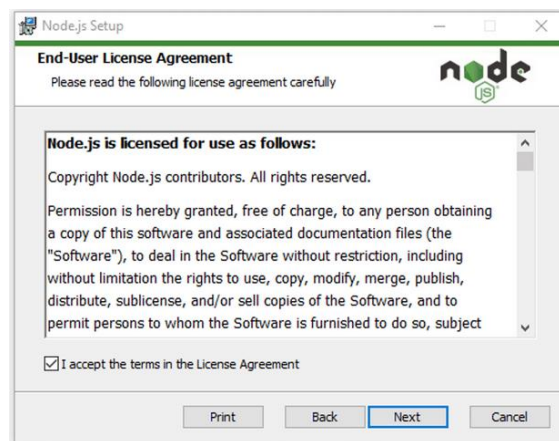 Node.js Setup
End-User License Agreement
Please read the following license agreement carefully
node
JS
Node.js is licensed for use as follows:
Copyright Node.js contributors. All rights reserved.
Permission is hereby granted, free of charge, to any person obtaining
a copy of this software and associated documentation files (the
"Software"), to deal in the Software without restriction, including
without limitation the rights to use, copy, modify, merge, publish,
distribute, sublicense, and/or sell copies of the Software, and to
permit persons to whom the Software is furnished to do so, subject
I accept the terms in the License Agreement
Print Back Next Cancel